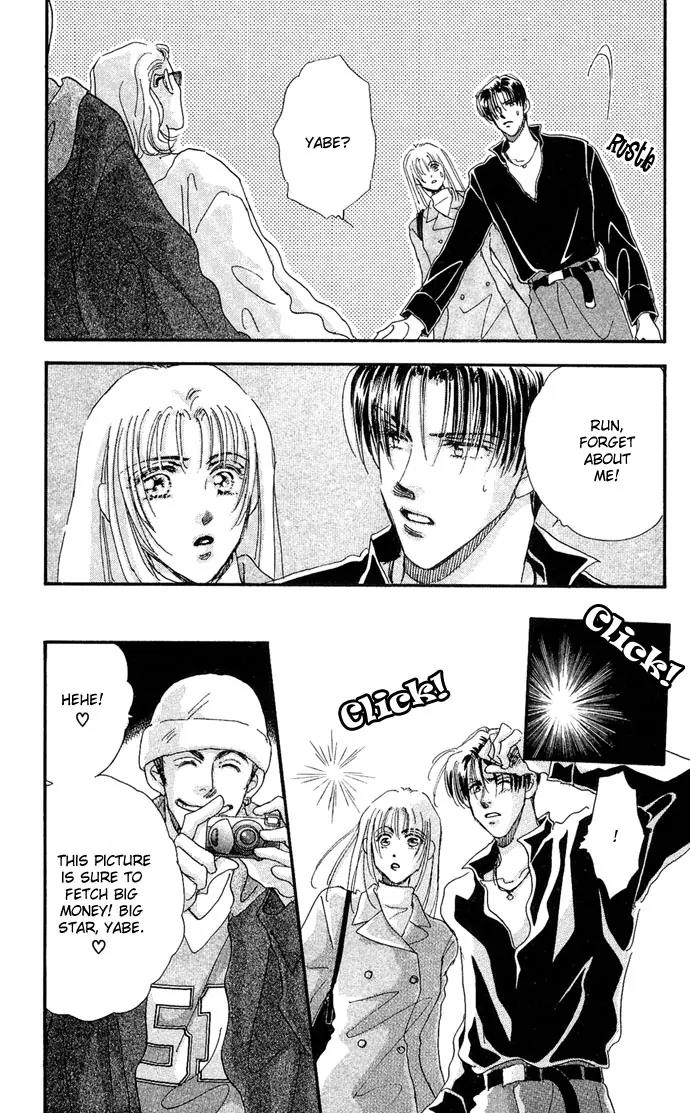 YABE?
Rustle
RUN,
FORGET
ABOUT
ME!
Click!
Click!
!
HEHE!
♡
THIS PICTURE
IS SURE TO
FETCH BIG
MONEY! BIG
STAR, YABE.
♡
51